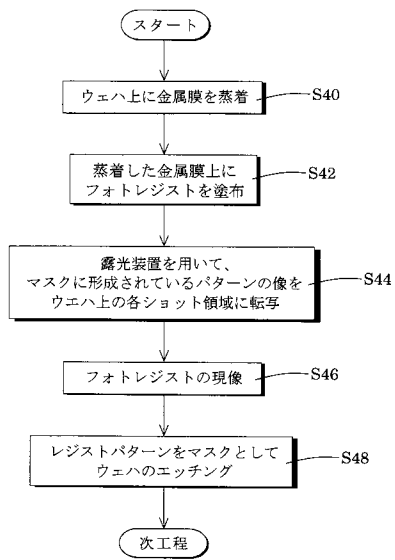 スタート
ウェハ上に金属膜を蒸着
S40
蒸着した金属膜上に
フォトレジストを塗布
S42
露光装置を用いて、
マスクに形成されているパターンの像を
ウエハ上の各ショット領域に転写
S44
フォトレジストの現像
S46
レジストパターンをマスクとして
ウェハのエッチング
S48
次工程